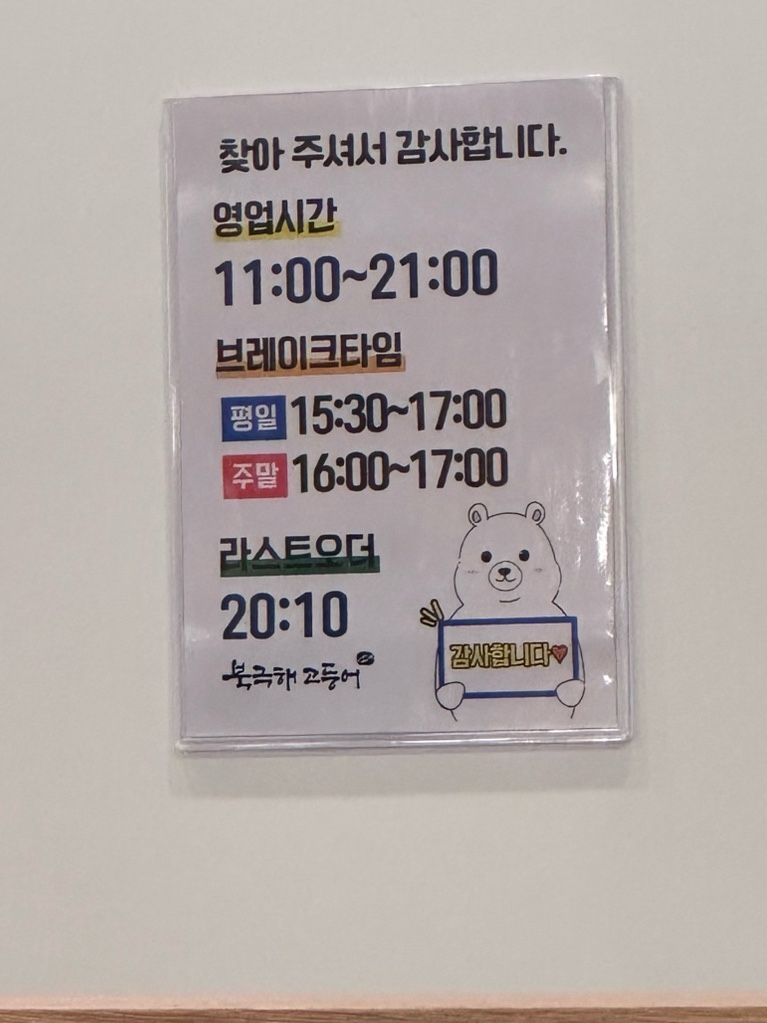 찾아 주셔서 감사합니다.
영업시간
11:00~21:00
브레이크타임
평일 15:30~17:00
주말 16:00~17:00
라스트오더
20:10
북극해 고등어
감사합니다♥